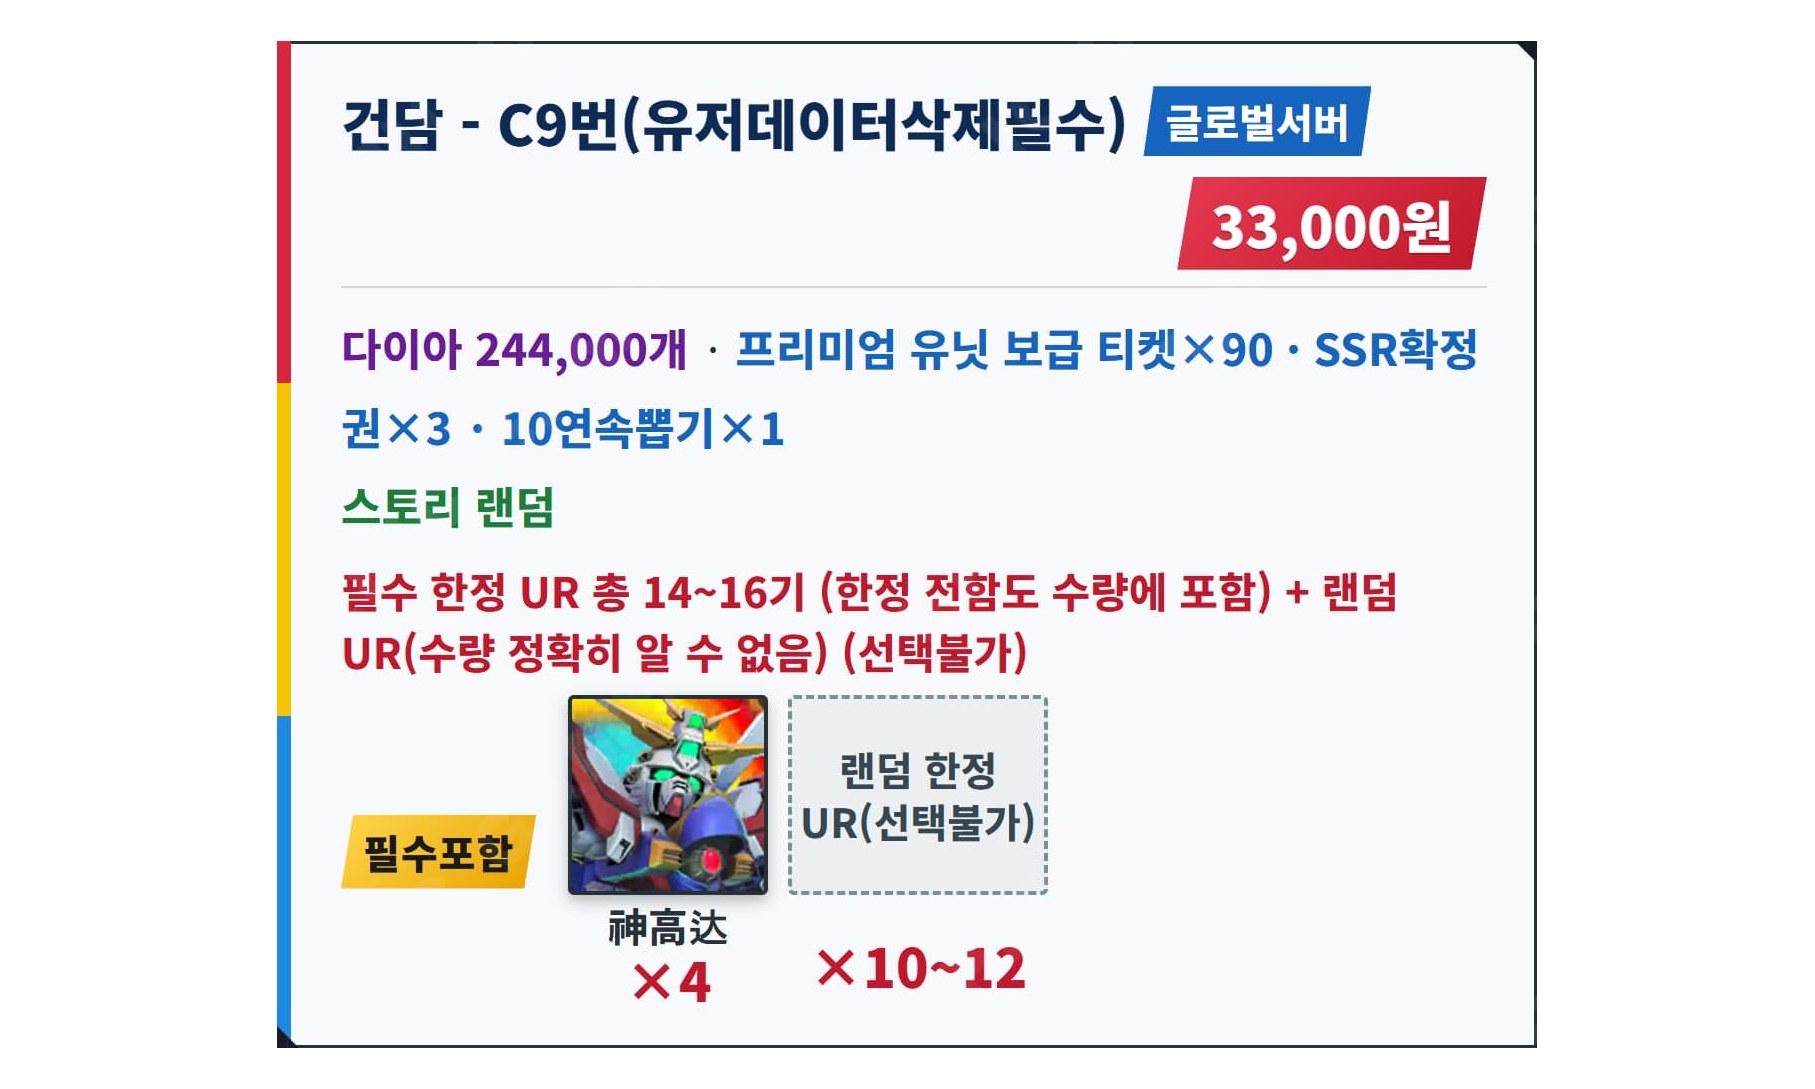 건담 - C9번(유저데이터삭제필수) 글로벌서버
33,000원
다이아 244,000개 · 프리미엄 유닛 보급 티켓×90 · SSR확정
권×3 · 10연속뽑기×1
스토리 랜덤
필수 한정 UR 총 14~16기 (한정 전함도 수량에 포함) + 랜덤
UR(수량 정확히 알 수 없음) (선택불가)
랜덤 한정
UR(선택불가)
필수포함
神高达
×4
×10~12